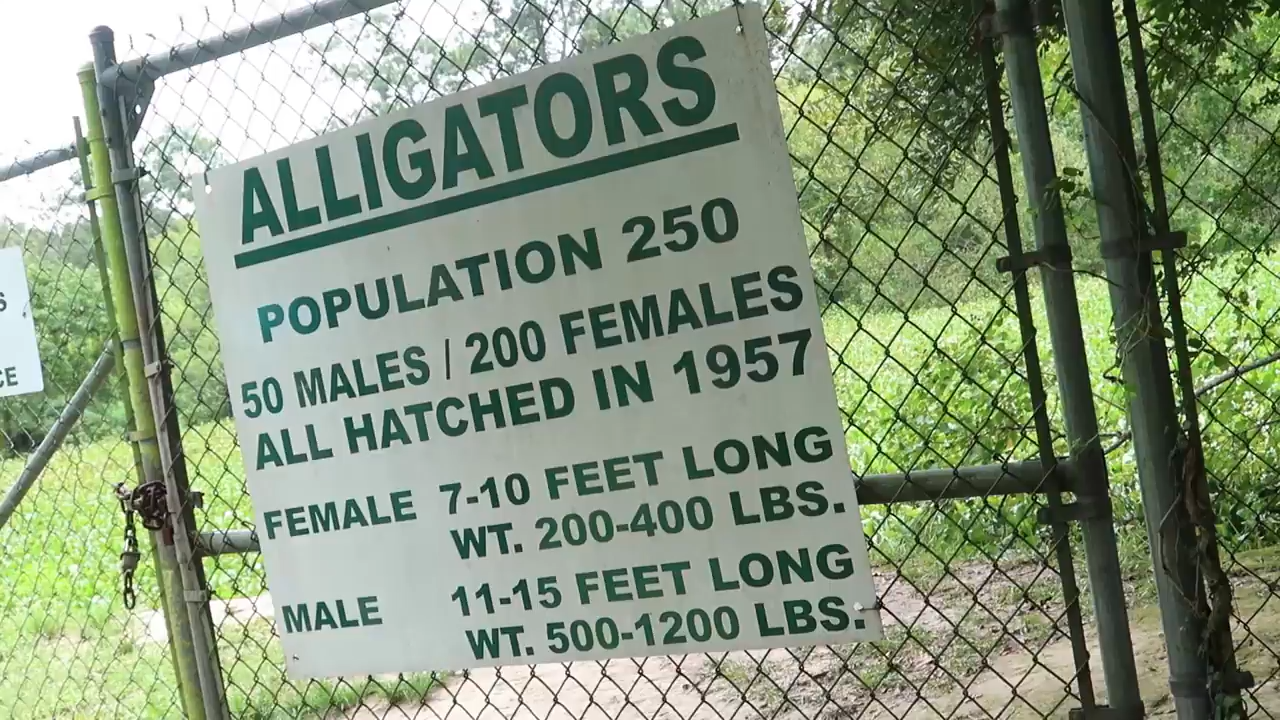 ALLIGATORS
POPULATION 250
50 MALES / 200 FEMALES
ALL HATCHED IN 1957
FEMALE 7-10 FEET LONG
WT. 200-400 LBS.
MALE 11-15 FEET LONG
WT. 500-1200 LBS.
S
CE